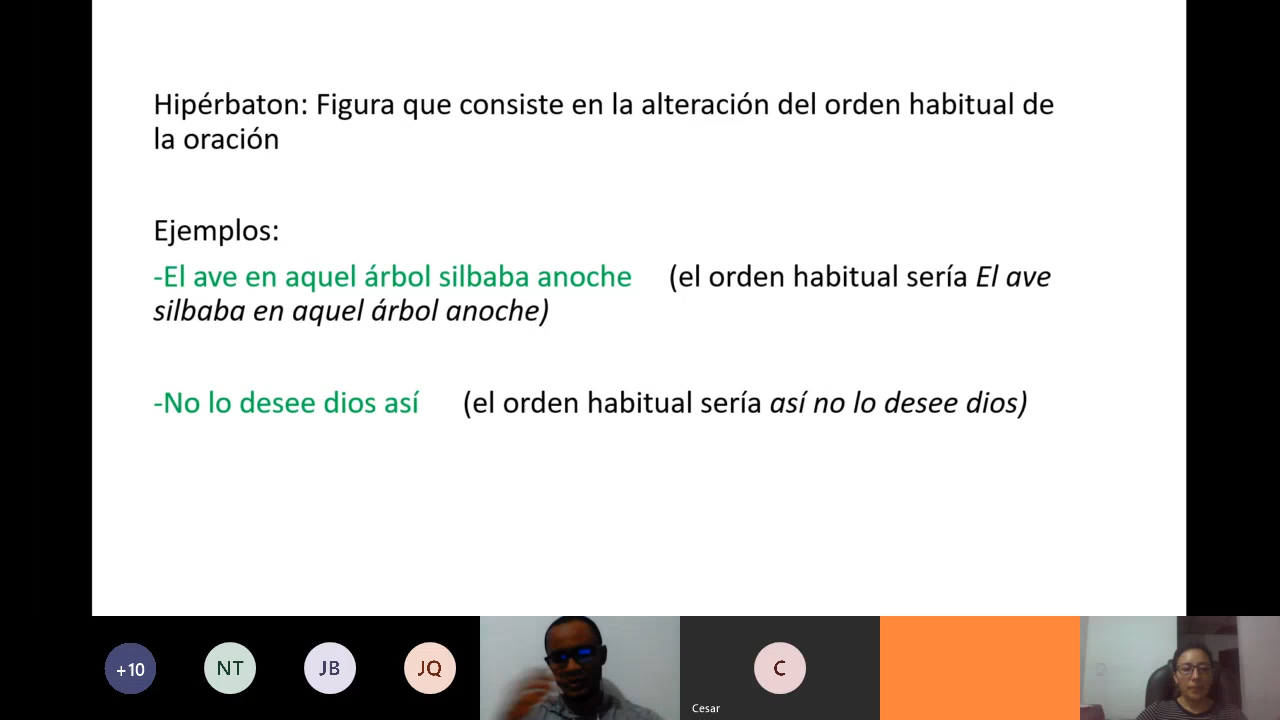 Hipérbaton: Figura que consiste en la alteración del orden habitual de
la oración
Ejemplos:
-El ave en aquel árbol silbaba anoche (el orden habitual sería El ave
silbaba en aquel árbol anoche)
-No lo desee dios así (el orden habitual sería así no lo desee dios)
+10
NT
JB
JQ
C
Cesar